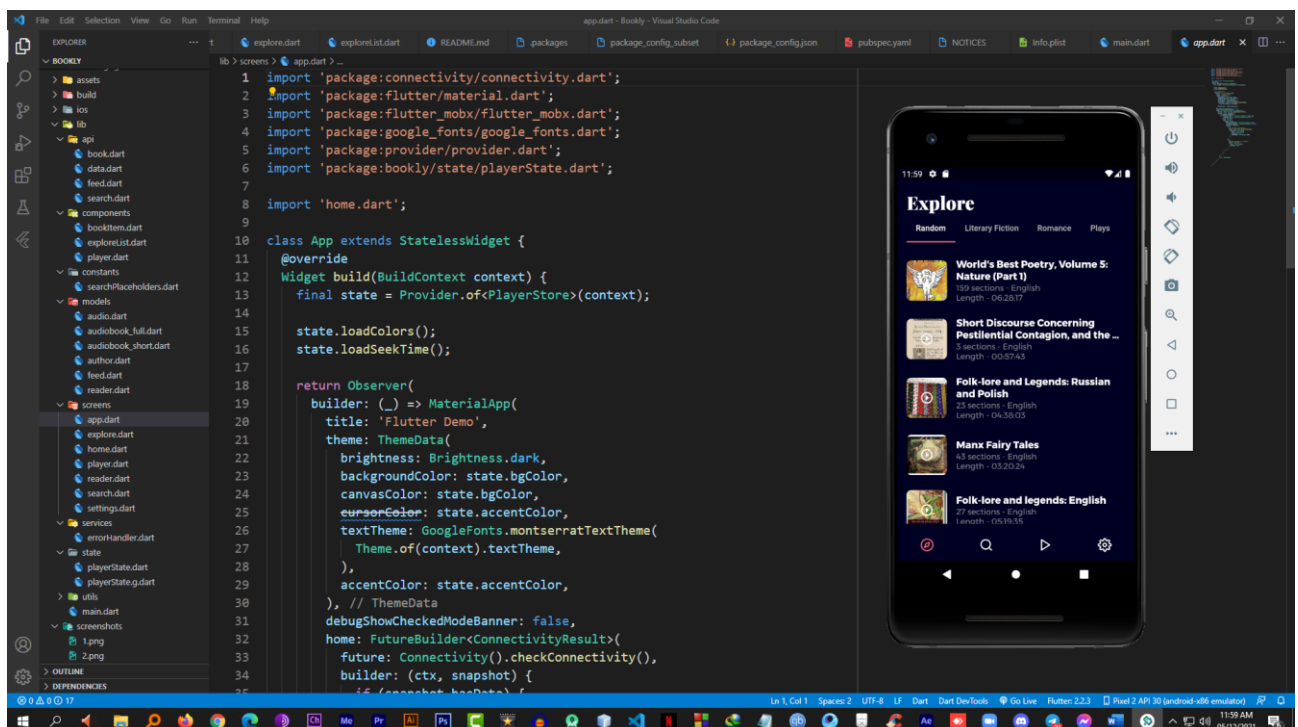 File Edit Selection View Go Run Terminal Help
app.dart - Bookly - Visual Studio Code
EXPLORER
BOOKLY
assets
build
ios
lib
api
book.dart
data.dart
feed.dart
search.dart
components
bookItem.dart
exploreList.dart
player.dart
constants
searchPlaceholders.dart
models
audio.dart
audiobook_full.dart
audiobook_short.dart
author.dart
feed.dart
reader.dart
screens
app.dart
explore.dart
home.dart
player.dart
reader.dart
search.dart
settings.dart
services
errorHandler.dart
state
playerState.dart
playerState.g.dart
utils
main.dart
screenshots
1.png
2.png
OUTLINE
DEPENDENCIES
explore.dart exploreList.dart README.md .packages package_config_subset package_config.json pubspec.yaml NOTICES Info.plist main.dart app.dart
lib > screens > app.dart > ...
1 import 'package:connectivity/connectivity.dart';
2 import 'package:flutter/material.dart';
3 import 'package:flutter_mobx/flutter_mobx.dart';
4 import 'package:google_fonts/google_fonts.dart';
5 import 'package:provider/provider.dart';
6 import 'package:bookly/state/playerState.dart';
7
8 import 'home.dart';
9
10 class App extends StatelessWidget {
11 @override
12 Widget build(BuildContext context) {
13 final state = Provider.of<PlayerStore>(context);
14
15 state.loadColors();
16 state.loadSeekTime();
17
18 return Observer(
19 builder: (_) => MaterialApp(
20 title: 'Flutter Demo',
21 theme: ThemeData(
22 brightness: Brightness.dark,
23 backgroundColor: state.bgColor,
24 canvasColor: state.bgColor,
25 cursorColor: state.accentColor,
26 textTheme: GoogleFonts.montserratTextTheme(
27 Theme.of(context).textTheme,
28 ),
29 accentColor: state.accentColor,
30 ), // ThemeData
31 debugShowCheckedModeBanner: false,
32 home: FutureBuilder<ConnectivityResult>(
33 future: Connectivity().checkConnectivity(),
34 builder: (ctx, snapshot) {
35 if (snapshot.hasData) {
11:59
Explore
Random Literary Fiction Romance Plays
World's Best Poetry, Volume 5:
Nature (Part 1)
159 sections - English
Length - 06:28:17
Short Discourse Concerning
Pestilential Contagion, and the ...
3 sections - English
Length - 00:57:43
Folk-lore and Legends: Russian
and Polish
23 sections - English
Length - 04:38:03
Manx Fairy Tales
43 sections - English
Length - 03:20:24
Folk-lore and legends: English
27 sections - English
Length - 05:19:35
0 0 17
Ln 1, Col 1 Spaces: 2 UTF-8 LF Dart Dart DevTools Go Live Flutter: 2.2.3 Pixel 2 API 30 (android-x86 emulator)
Ch Me Pr Ai Ps Ae
11:59 AM